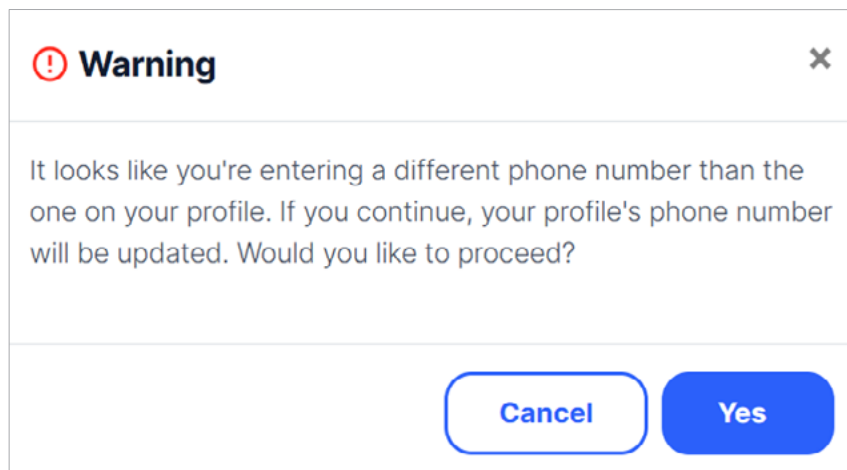 Warning
It looks like you're entering a different phone number than the
one on your profile. If you continue, your profile's phone number
will be updated. Would you like to proceed?
Cancel Yes